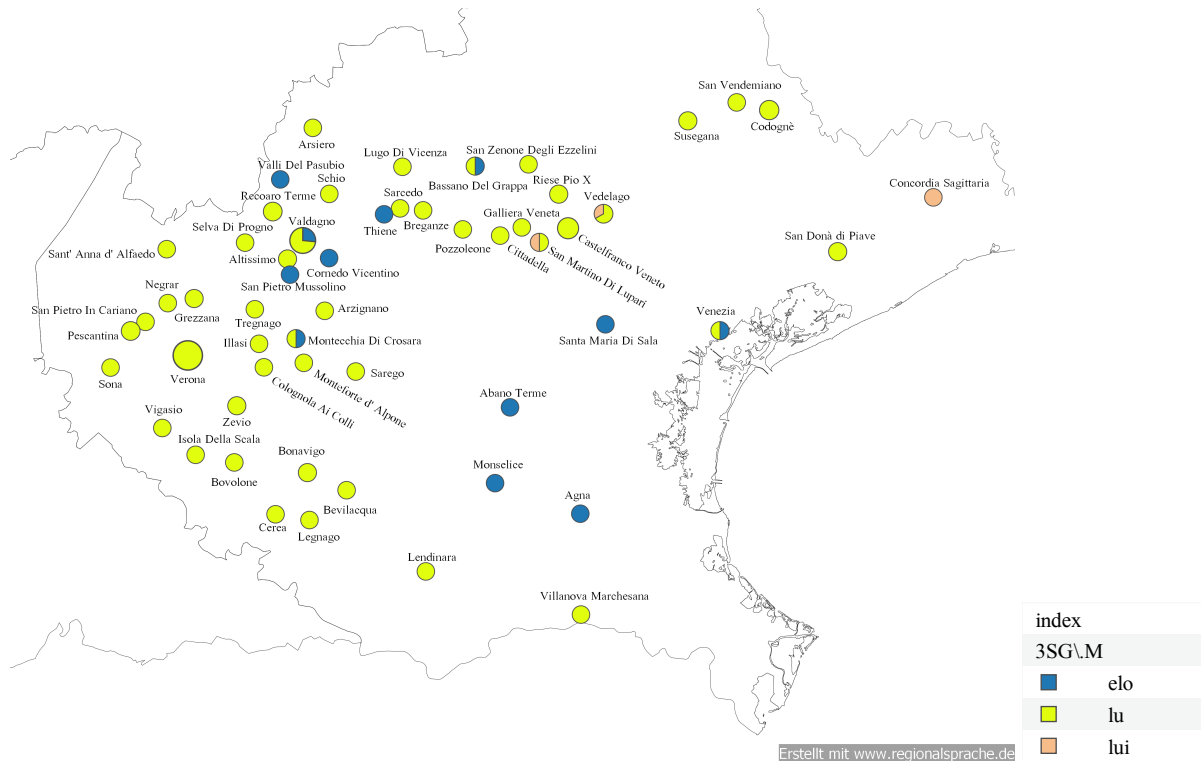 San Vendemiano
Codognè
Susegana
Arsiero
Lugo Di Vicenza
San Zenone Degli Ezzelini
Valli Del Pasubio
Schio
Bassano Del Grappa
Riese Pio X
Concordia Sagittaria
Recoaro Terme
Sarcedo
Vedelago
Selva Di Progno
Valdagno
Thiene
Breganze
Galliera Veneta
Castelfranco Veneto
San Donà di Piave
Sant' Anna d' Alfaedo
Altissimo
Pozzoleone
Cittadella
San Martino Di Lupari
Cornedo Vicentino
San Pietro Mussolino
Negrar
San Pietro In Cariano
Grezzana
Tregnago
Arzignano
Venezia
Pescantina
Illasi
Montecchia Di Crosara
Santa Maria Di Sala
Sona
Verona
Colognola Ai Colli
Monteforte d' Alpone
Sarego
Abano Terme
Vigasio
Zevio
Isola Della Scala
Bovolone
Bonavigo
Monselice
Bevilacqua
Agna
Cerea
Legnago
Lendinara
Villanova Marchesana
index
3SG\.M
elo
lu
lui
Erstellt mit www.regionalsprache.de